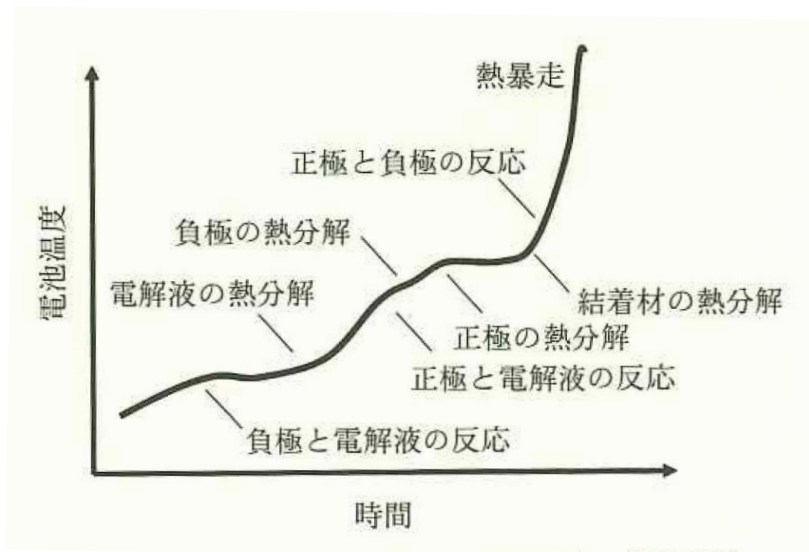 熱暴走
正極と負極の反応
負極の熱分解
電解液の熱分解
結着材の熱分解
正極の熱分解
正極と電解液の反応
負極と電解液の反応
電池温度
時間